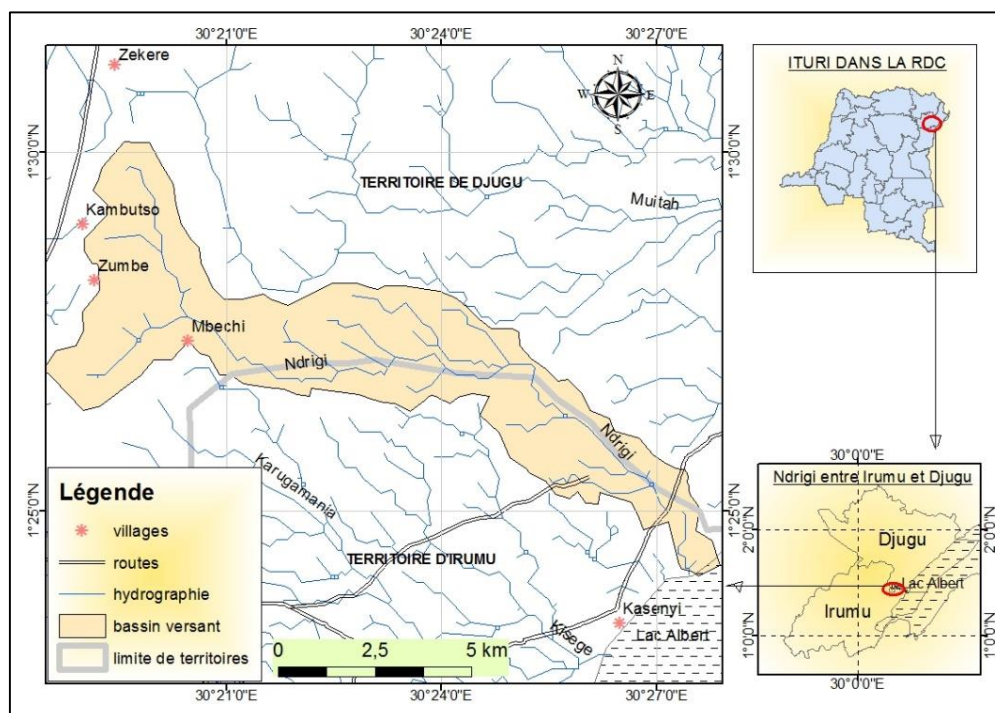 30°21'0"E
30°24'0"E
30°27'0"E
Zekere
N
W
E
S
1°30'0"N
1°30'0"N
TERRITOIRE DE DJUGU
Muitah
Kambutso
Zumbe
Mbechi
Ndrigi
Ndrigi
Karugamania
1°25'0"N
1°25'0"N
TERRITOIRE D'IRUMU
Kasenyi
Kisege
Lac Albert
Légende
villages
routes
hydrographie
bassin versant
limite de territoires
0
2,5
5 km
30°21'0"E
30°24'0"E
30°27'0"E
ITURI DANS LA RDC
30°0'0"E
Ndrigi entre Irumu et Djugu
Djugu
2°0'0"N
Lac Albert
Irumu
1°0'0"N
1°0'0"N
30°0'0"E